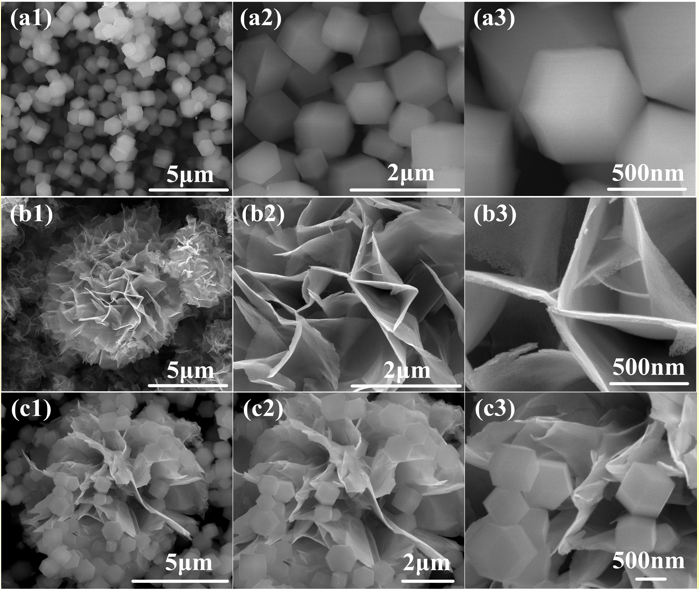 (a1)
5μm
(a2)
2μm
(a3)
500nm
(b1)
5μm
(b2)
2μm
(b3)
500nm
(c1)
5μm
(c2)
2μm
(c3)
500nm